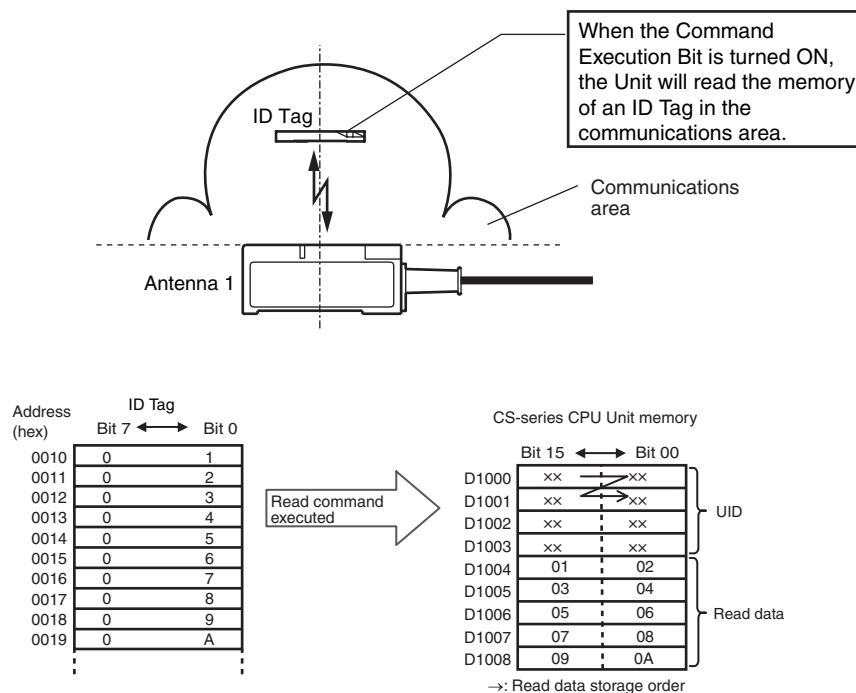 When the Command
Execution Bit is turned ON,
the Unit will read the memory
of an ID Tag in the
communications area.
ID Tag
Communications
area
Antenna 1
Address
(hex)
ID Tag
Bit 7 Bit 0
0010 0 1
0011 0 2
0012 0 3
0013 0 4
0014 0 5
0015 0 6
0016 0 7
0017 0 8
0018 0 9
0019 0 A
Read command
executed
CS-series CPU Unit memory
Bit 15 Bit 00
D1000 ×× ××
D1001 ×× ××
D1002 ×× ××
D1003 ×× ××
UID
D1004 01 02
D1005 03 04
D1006 05 06
D1007 07 08
D1008 09 0A
Read data
→: Read data storage order